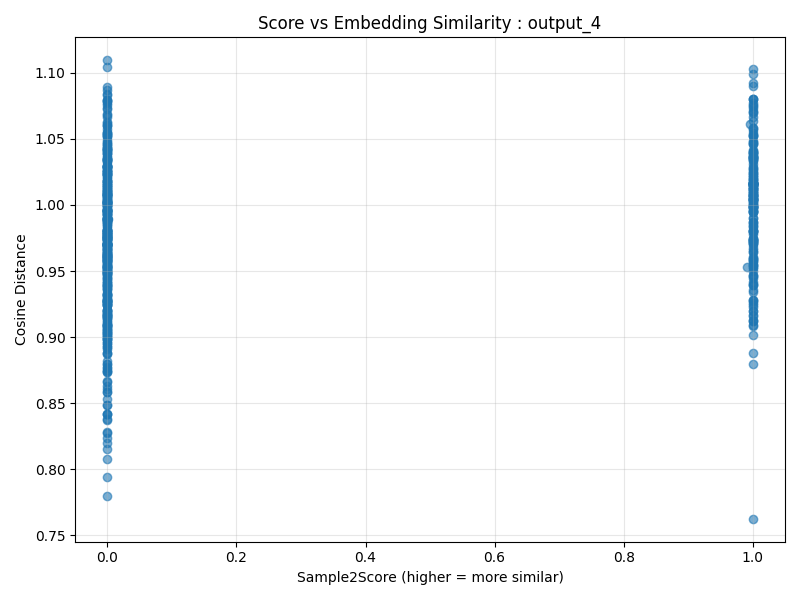 Score vs Embedding Similarity : output_4
Cosine Distance
1.10
1.05
1.00
0.95
0.90
0.85
0.80
0.75
0.0 0.2 0.4 0.6 0.8 1.0
Sample2Score (higher = more similar)